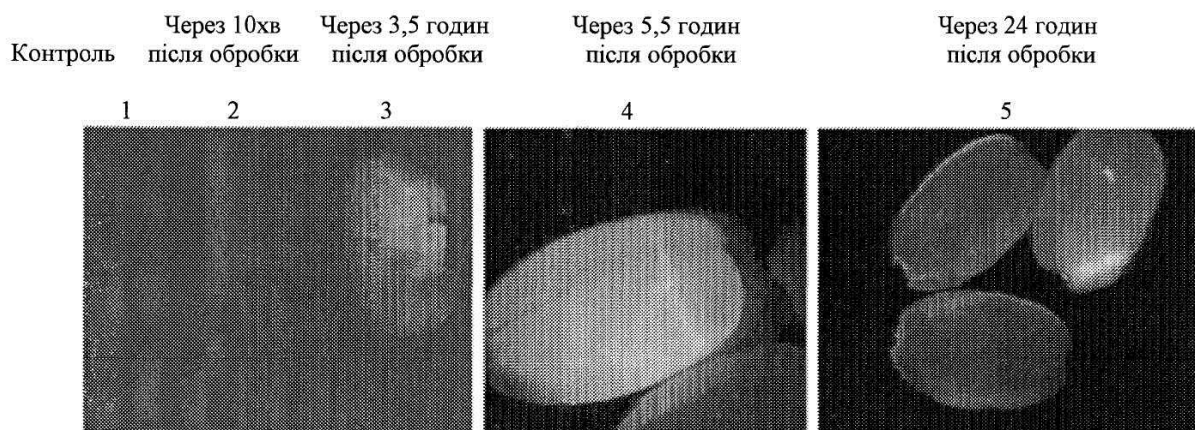 Контроль
Через 10хв
після обробки
Через 3,5 годин
після обробки
Через 5,5 годин
після обробки
Через 24 годин
після обробки
1 2 3 4 5